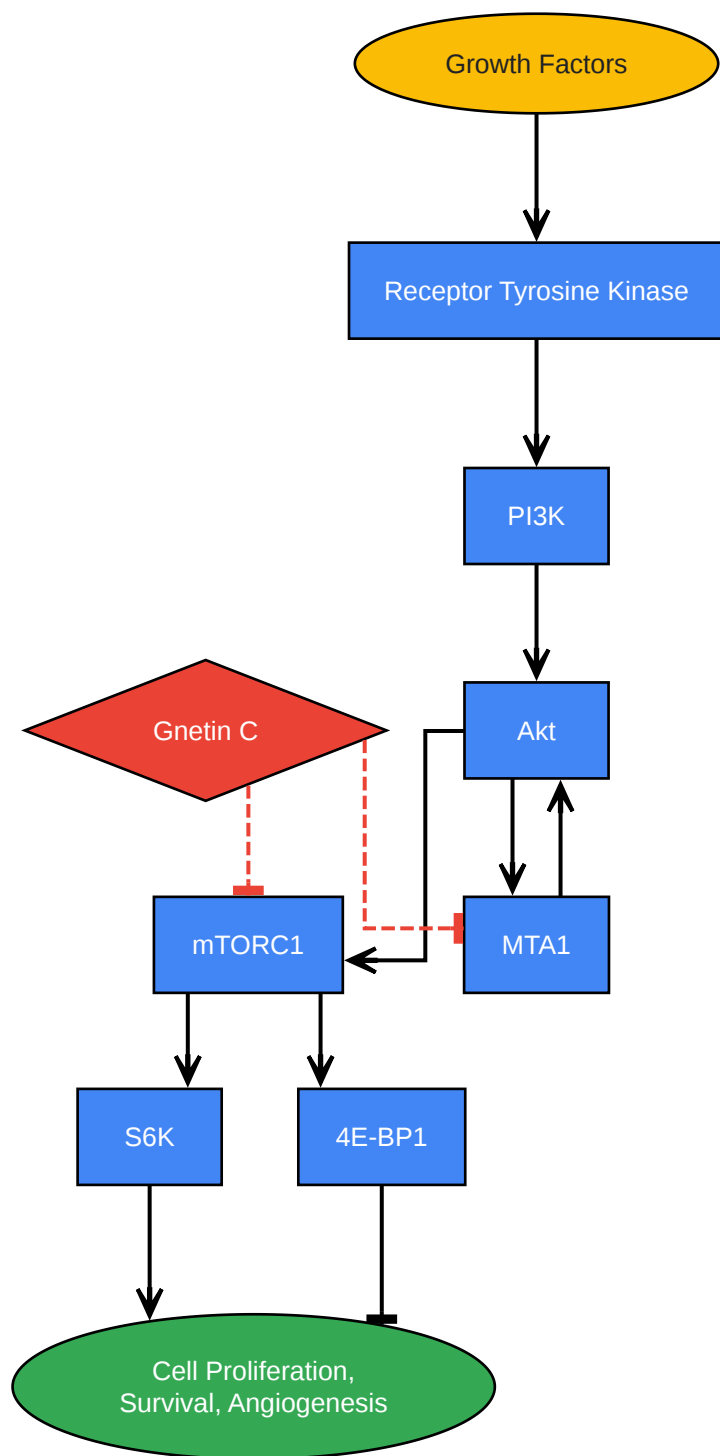 Growth Factors
Receptor Tyrosine Kinase
PI3K
Gnetin C
Akt
mTORC1
MTA1
S6K
4E-BP1
Cell Proliferation,
Survival, Angiogenesis